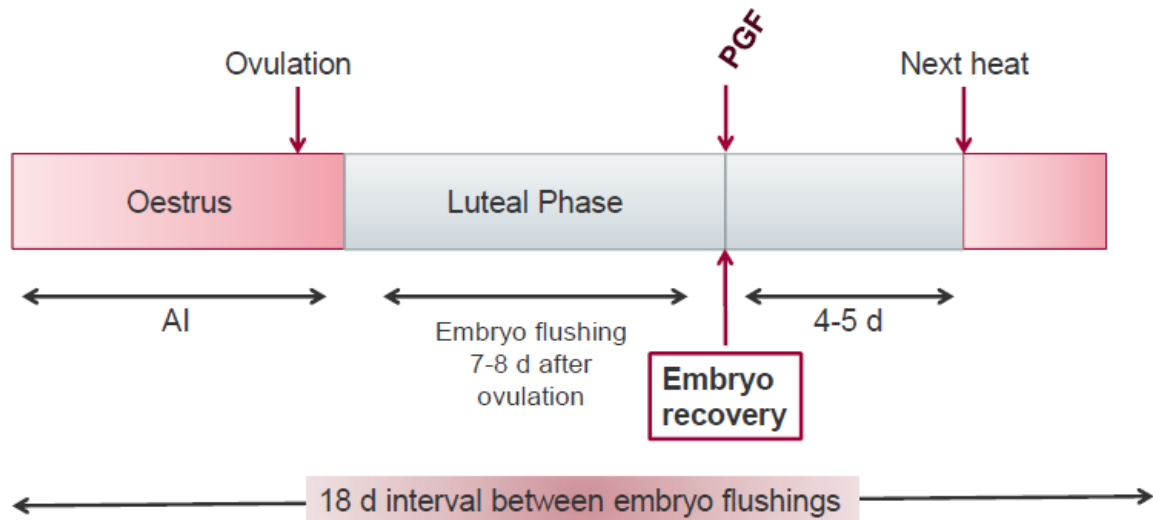 Ovulation
PGF
Next heat
Oestrus
Luteal Phase
AI
Embryo flushing
7-8 d after
ovulation
4-5 d
Embryo
recovery
18 d interval between embryo flushings